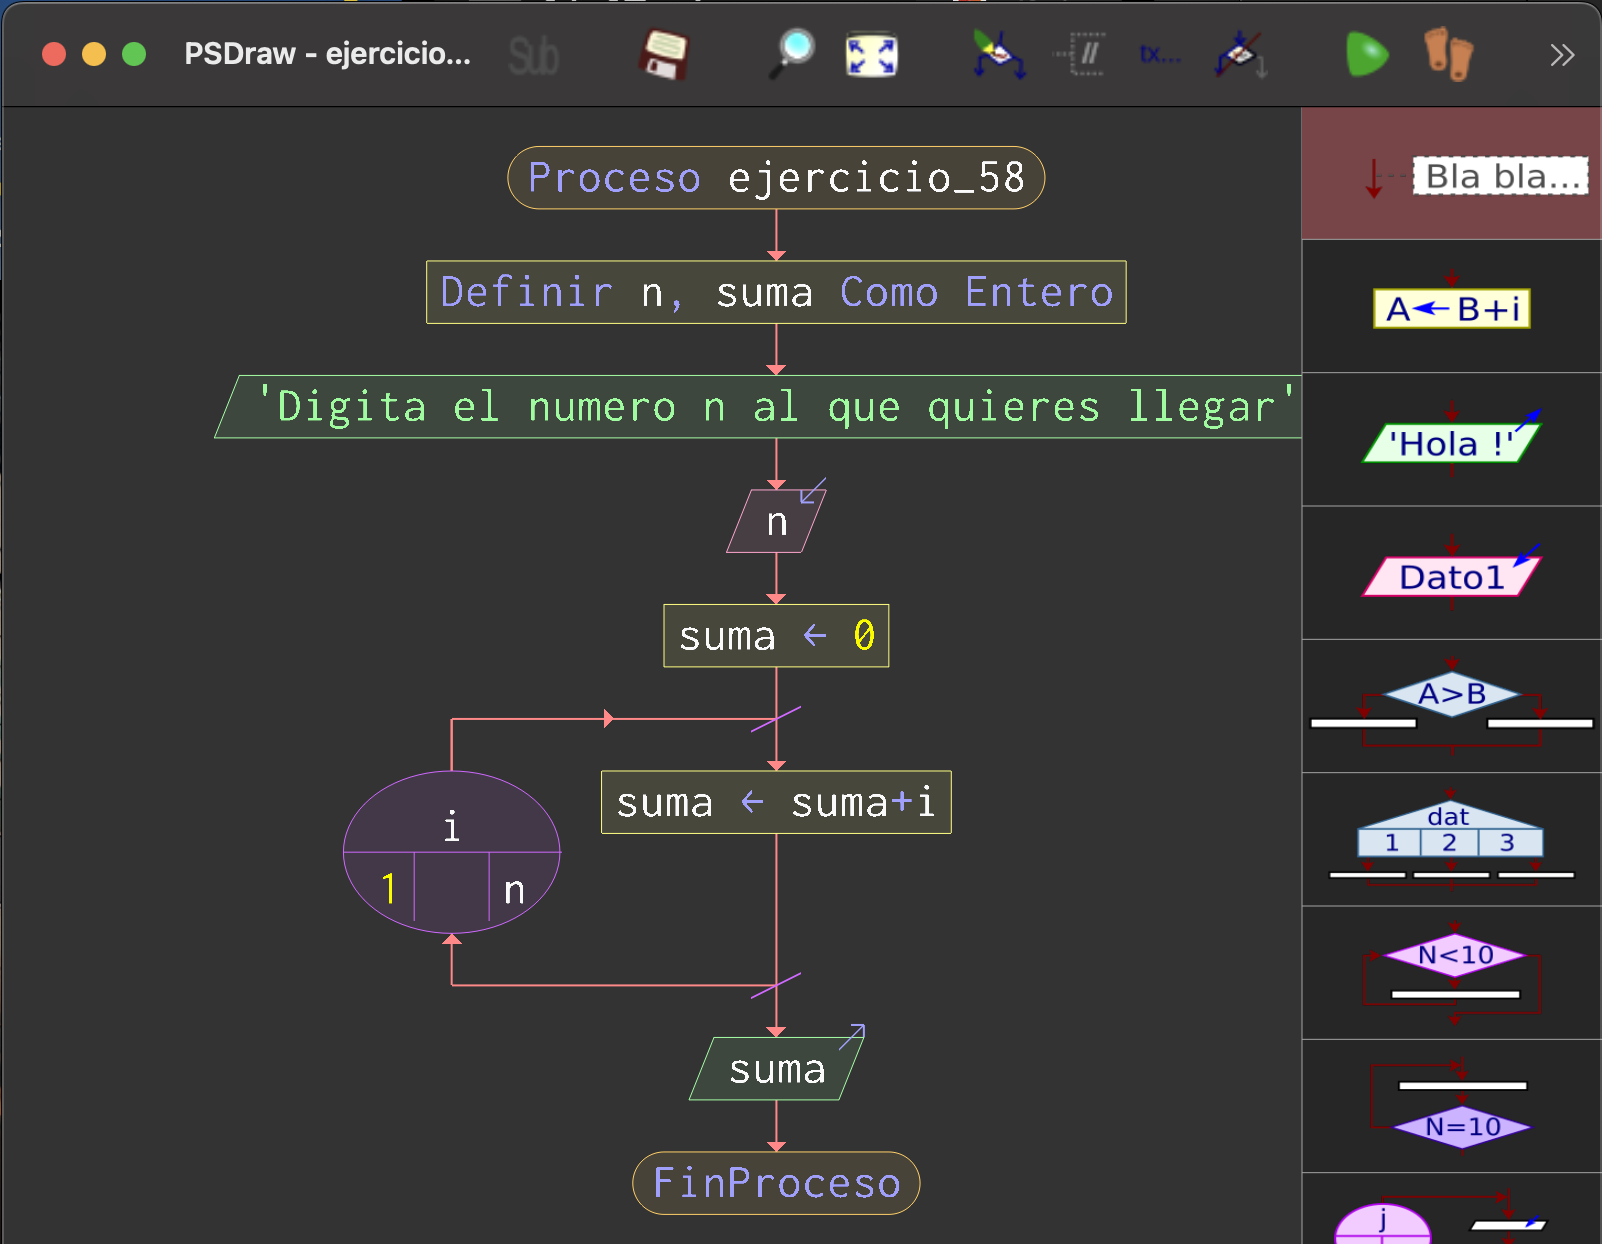 PSDraw - ejercicio...
Sub
//
tx...
Proceso ejercicio_58
Definir n, suma Como Entero
'Digita el numero n al que quieres llegar'
n
suma ← 0
suma ← suma+i
i
1
n
suma
FinProceso
Bla bla...
A← B+i
'Hola !'
Dato1
A>B
dat
1 2 3
N<10
N=10
j